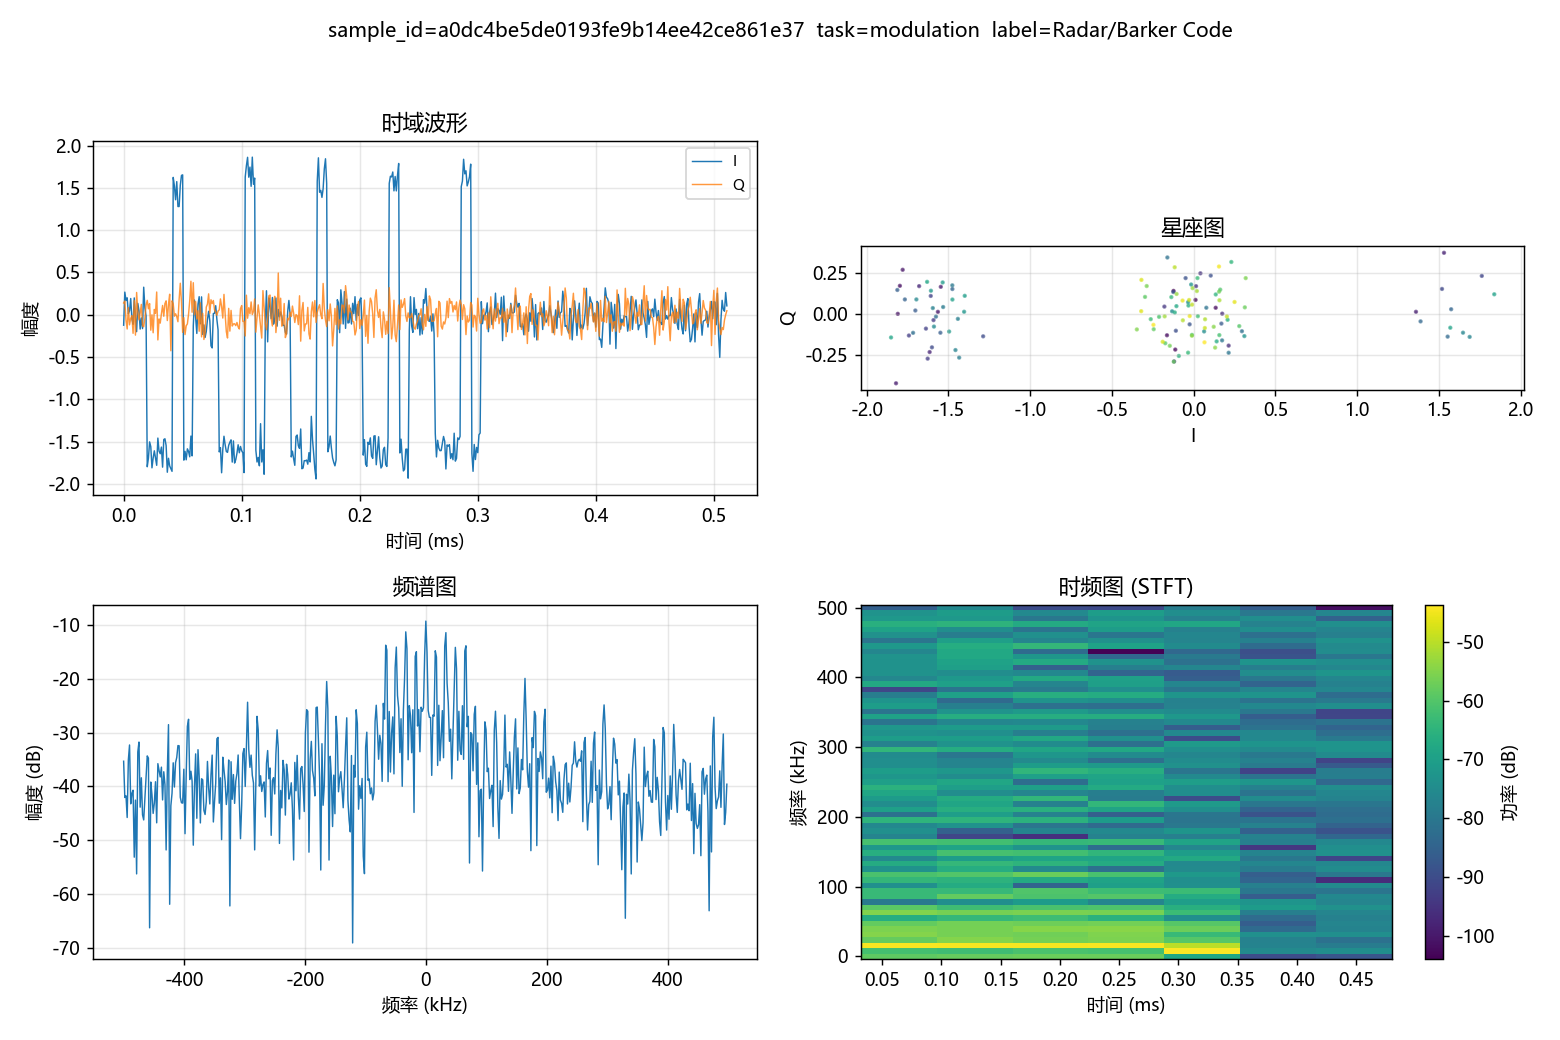 sample_id=a0dc4be5de0193fe9b14ee42ce861e37  task=modulation  label=Radar/Barker Code
时域波形
2.0
1.5
1.0
0.5
0.0
-0.5
-1.0
-1.5
-2.0
幅度
I
Q
0.0 0.1 0.2 0.3 0.4 0.5
时间 (ms)
星座图
0.25
0.00
-0.25
Q
-2.0 -1.5 -1.0 -0.5 0.0 0.5 1.0 1.5 2.0
I
频谱图
-10
-20
-30
-40
-50
-60
-70
幅度 (dB)
-400 -200 0 200 400
频率 (kHz)
时频图 (STFT)
500
400
300
200
100
0
频率 (kHz)
0.05 0.10 0.15 0.20 0.25 0.30 0.35 0.40 0.45
时间 (ms)
-50
-60
-70
-80
-90
-100
功率 (dB)